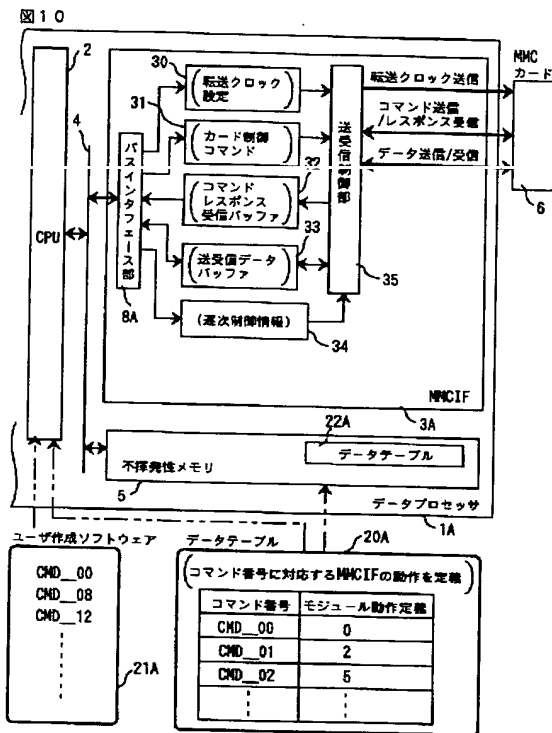 図10
2
4
CPU
30
31
(転送クロック
設定)
(カード制御
コマンド)
32
(コマンド
レスポンス
受信バッファ)
33
(送受信データ
バッファ)
(逐次制御情報)
34
バスインタフェース部
8A
送受信制御部
35
転送クロック送信
コマンド送信
/レスポンス受信
データ送信/受信
MMC
カード
6
MMCIF
3A
22A
データテーブル
不揮発性メモリ
5
データプロセッサ
1A
ユーザ作成ソフトウェア
CMD__00
CMD__08
CMD__12
21A
データテーブル
20A
(コマンド番号に対応するMMCIFの動作を定義)
コマンド番号 モジュール動作定義
CMD__00 0
CMD__01 2
CMD__02 5